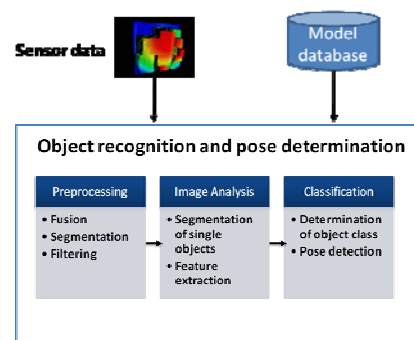 Sensor data
Model
database
Object recognition and pose determination
Preprocessing
• Fusion
• Segmentation
• Filtering
Image Analysis
• Segmentation
of single
objects
• Feature
extraction
Classification
• Determination
of object class
• Pose detection